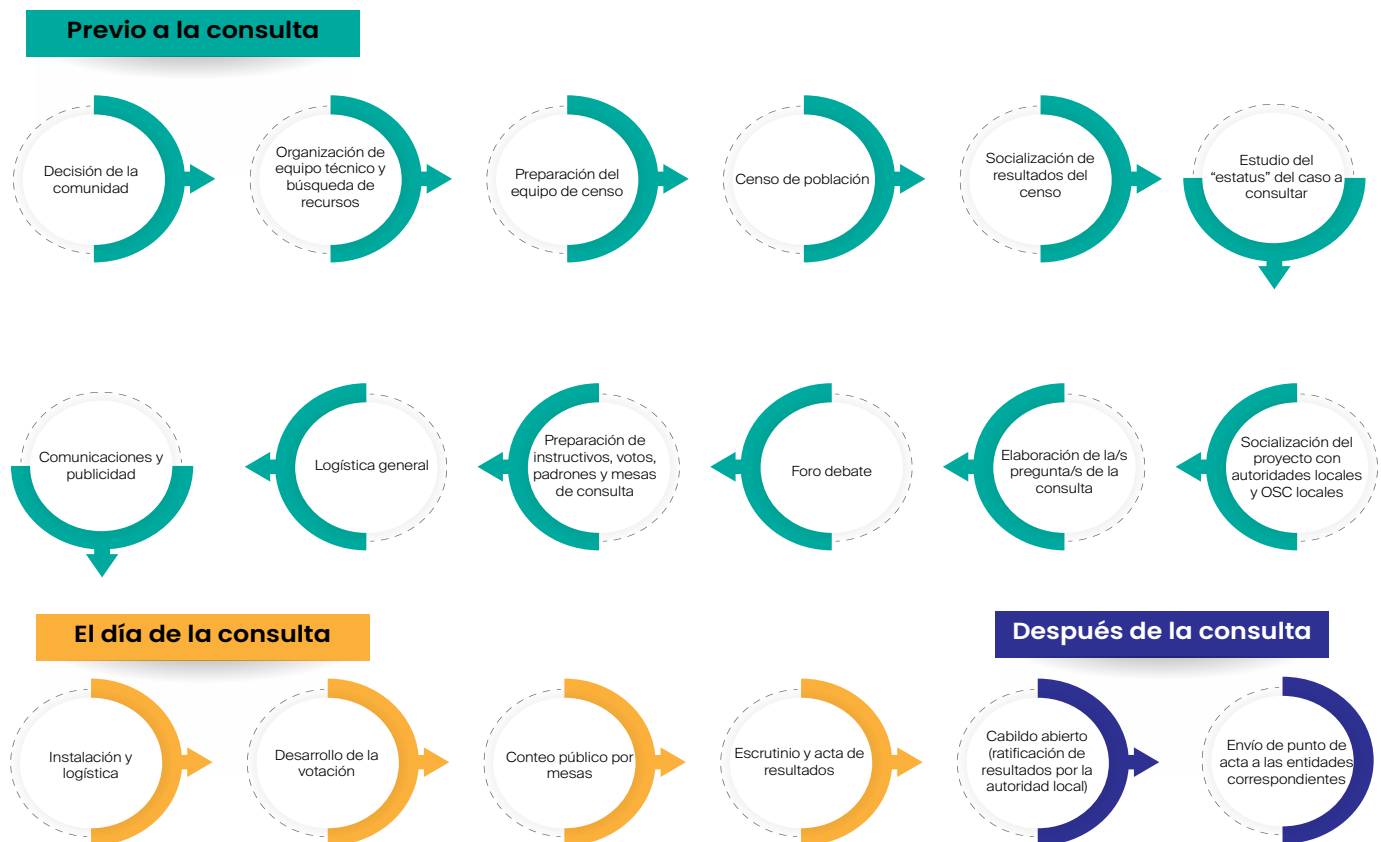 Previo a la consulta
Decisión de la
comunidad
Organización de
equipo técnico y
búsqueda de
recursos
Preparación del
equipo de censo
Censo de población
Socialización de
resultados del
censo
Estudio del
“estatus” del caso a
consultar
Socialización del
proyecto con
autoridades locales
y OSC locales
Elaboración de la/s
pregunta/s de la
consulta
Foro debate
Preparación de
instructivos, votos,
padrones y mesas
de consulta
Logística general
Comunicaciones y
publicidad
El día de la consulta
Instalación y
logística
Desarrollo de la
votación
Conteo público por
mesas
Escrutinio y acta de
resultados
Después de la consulta
Cabildo abierto
(ratificación de
resultados por la
autoridad local)
Envío de punto de
acta a las entidades
correspondientes